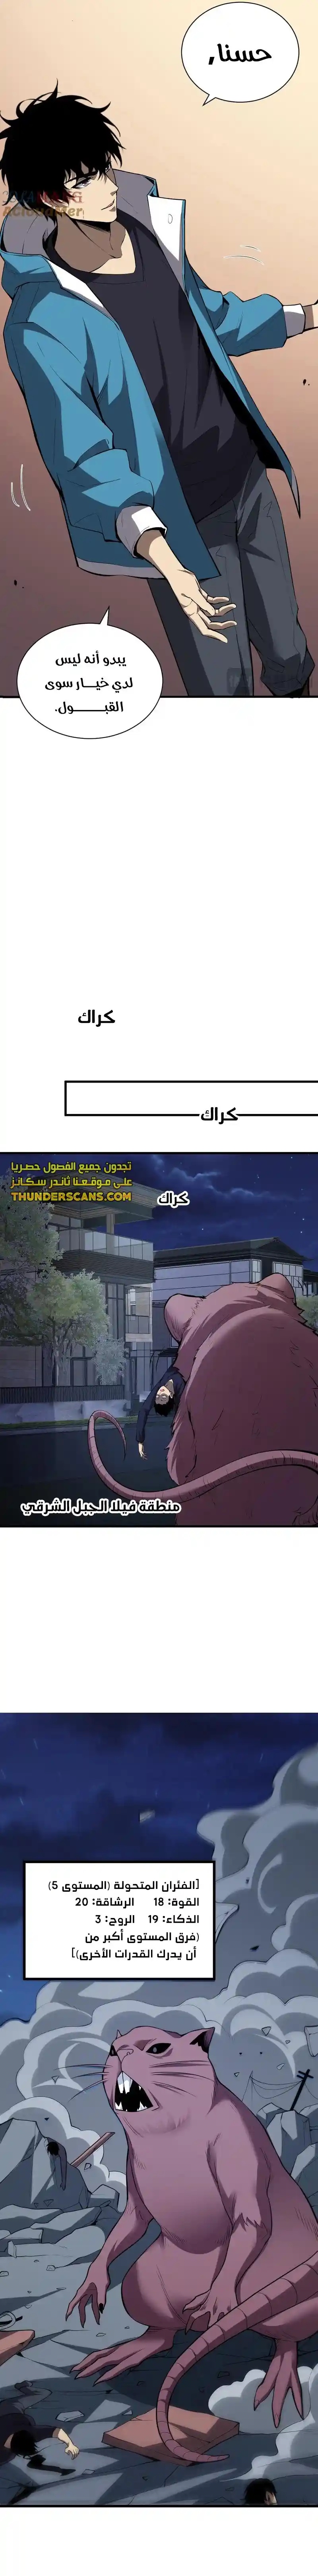 حسنا,
يبدو أنه ليس
لدي خيـــار سوى
القبـــــــول.
كراك
كراك
تجدون جميع الفصول حصريا
على موقعنا ثاندر سكانز
THUNDERSCANS.COM
كراك
منطقة فيلا الجبل الشرقي
[الفئران المتحولة (المستوى 5)
القوة: 18 الرشاقة: 20
الذكاء: 19 الروح: 3
(فرق المستوى أكبر من
أن يدرك القدرات الأخرى)]